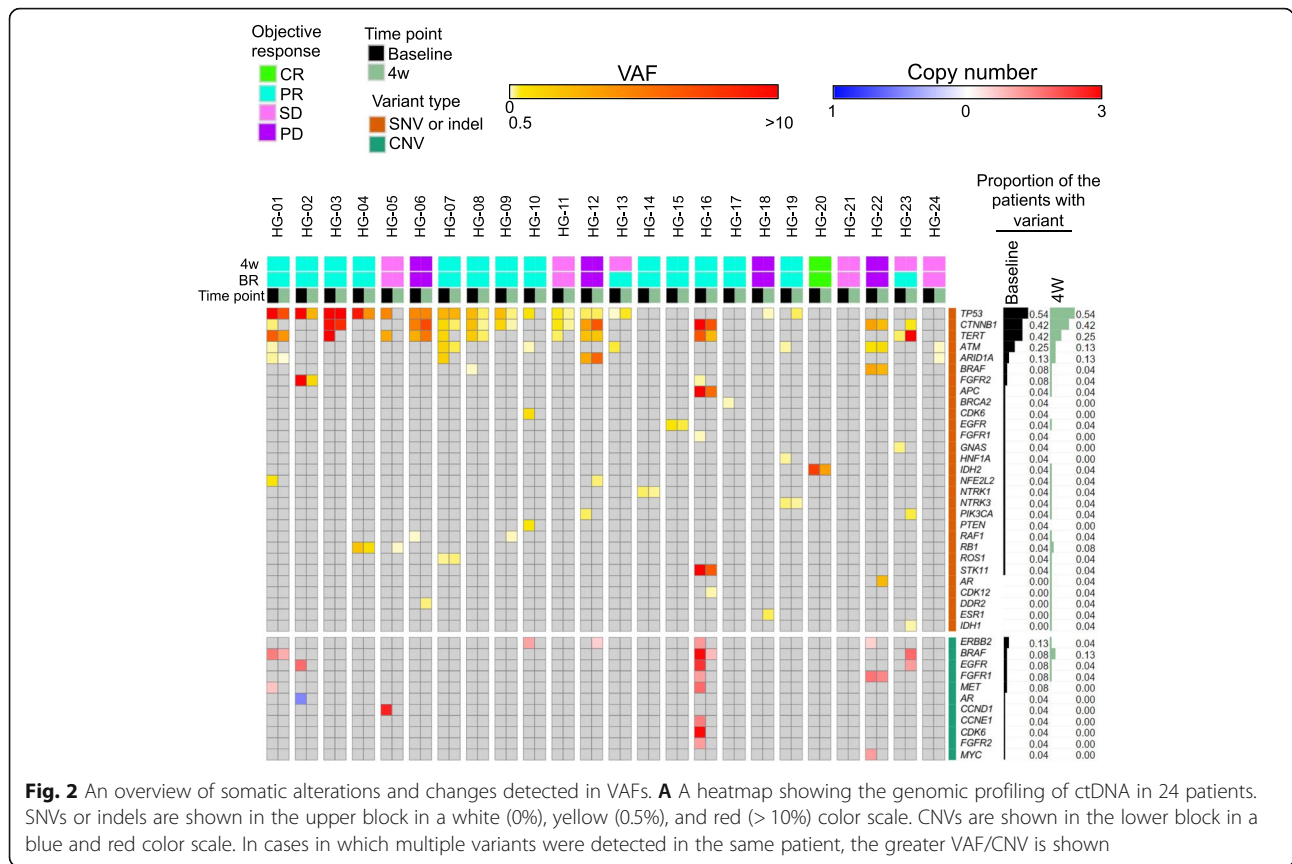 Objective
response
CR
PR
SD
PD
Time point
Baseline
4w
Variant type
SNV or indel
CNV
VAF
0
0.5
>10
Copy number
1
0
3
Proportion of the
patients with
variant
Baseline
4W
HG-01 HG-02 HG-03 HG-04 HG-05 HG-06 HG-07 HG-08 HG-09 HG-10 HG-11 HG-12 HG-13 HG-14 HG-15 HG-16 HG-17 HG-18 HG-19 HG-20 HG-21 HG-22 HG-23 HG-24
4w
BR
Time point
TP53 0.54 0.54
CTNNB1 0.42 0.42
TERT 0.42 0.25
ATM 0.25 0.13
ARID1A 0.13 0.13
BRAF 0.08 0.04
FGFR2 0.08 0.04
APC 0.04 0.04
BRCA2 0.04 0.00
CDK6 0.04 0.00
EGFR 0.04 0.04
FGFR1 0.04 0.00
GNAS 0.04 0.00
HNF1A 0.04 0.00
IDH2 0.04 0.04
NFE2L2 0.04 0.04
NTRK1 0.04 0.04
NTRK3 0.04 0.04
PIK3CA 0.04 0.04
PTEN 0.04 0.00
RAF1 0.04 0.04
RB1 0.04 0.08
ROS1 0.04 0.04
STK11 0.04 0.04
AR 0.00 0.04
CDK12 0.00 0.04
DDR2 0.00 0.04
ESR1 0.00 0.04
IDH1 0.00 0.04
ERBB2 0.13 0.04
BRAF 0.08 0.13
EGFR 0.08 0.04
FGFR1 0.08 0.04
MET 0.08 0.00
AR 0.04 0.00
CCND1 0.04 0.00
CCNE1 0.04 0.00
CDK6 0.04 0.00
FGFR2 0.04 0.00
MYC 0.04 0.00
Fig. 2 An overview of somatic alterations and changes detected in VAFs. A A heatmap showing the genomic profiling of ctDNA in 24 patients.
SNVs or indels are shown in the upper block in a white (0%), yellow (0.5%), and red (> 10%) color scale. CNVs are shown in the lower block in a
blue and red color scale. In cases in which multiple variants were detected in the same patient, the greater VAF/CNV is shown